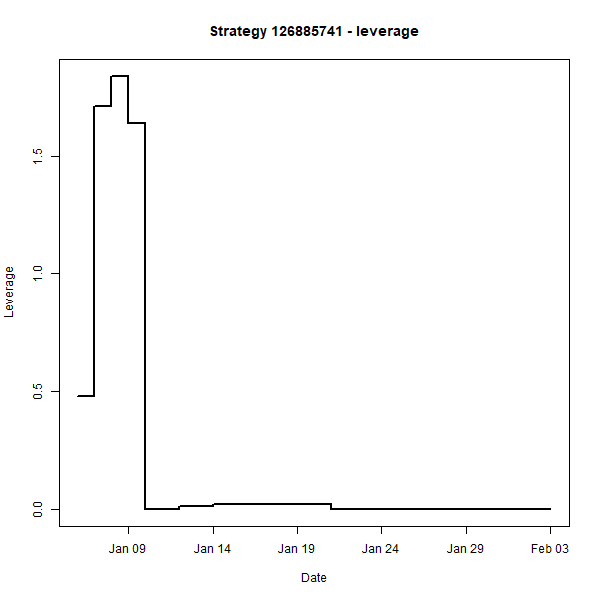 Strategy 126885741 - leverage
Leverage
1.5
1.0
0.5
0.0
Jan 09 Jan 14 Jan 19 Jan 24 Jan 29 Feb 03
Date